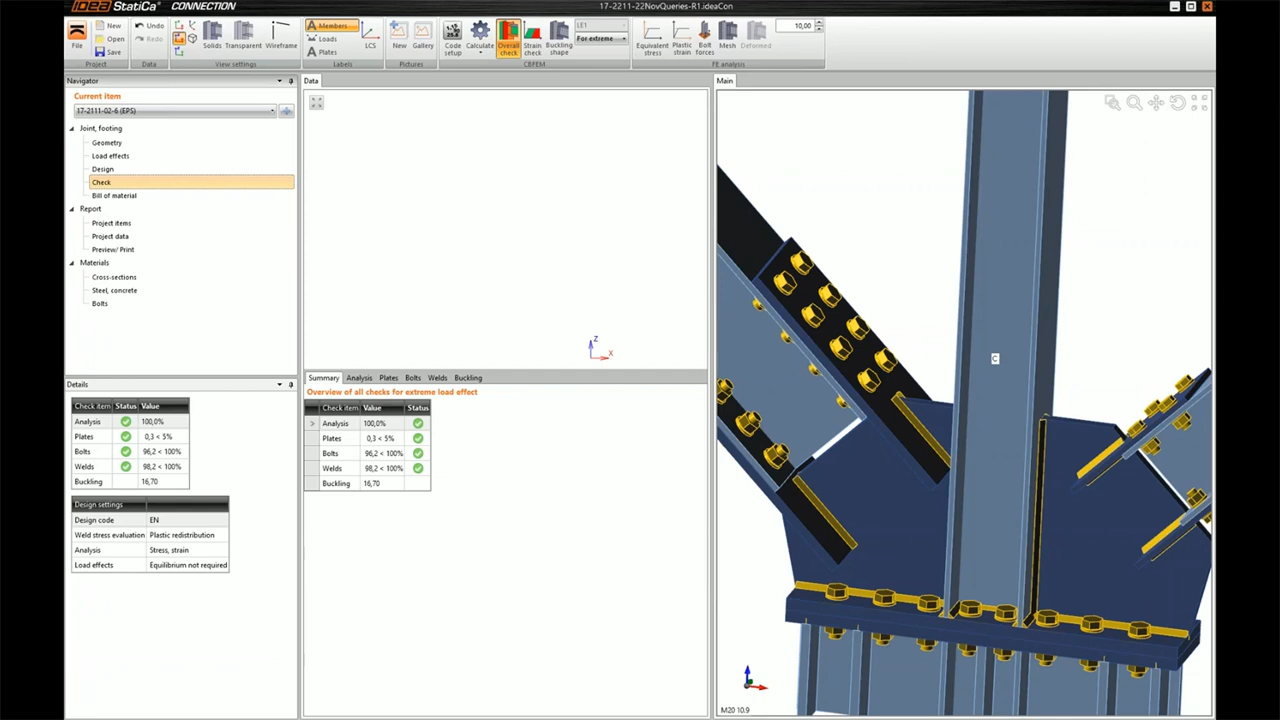 IDEA StatiCa® CONNECTION
17-2211-22NovQueries-R1.ideaCon
File
New
Open
Save
Project
Undo
Redo
Data
Solids
Transparent
Wireframe
View settings
Members
Loads
Plates
LCS
Labels
New
Gallery
Pictures
Code setup
Calculate
Overall check
Strain check
Buckling shape
LE1
For extreme
CBFEM
Equivalent stress
Plastic strain
Bolt forces
Mesh
Deformed
10,00
FE analysis
Navigator
Current item
17-2111-02-6 (EPS)
Joint, footing
Geometry
Load effects
Design
Check
Bill of material
Report
Project items
Project data
Preview/ Print
Materials
Cross-sections
Steel, concrete
Bolts
Details
Check item Status Value
Analysis 100,0%
Plates 0,3 < 5%
Bolts 96,2 < 100%
Welds 98,2 < 100%
Buckling 16,70
Design settings
Design code EN
Weld stress evaluation Plastic redistribution
Analysis Stress, strain
Load effects Equilibrium not required
Data
Z
X
Summary Analysis Plates Bolts Welds Buckling
Overview of all checks for extreme load effect
Check item Value Status
> Analysis 100,0%
Plates 0,3 < 5%
Bolts 96,2 < 100%
Welds 98,2 < 100%
Buckling 16,70
Main
C
M20 10.9